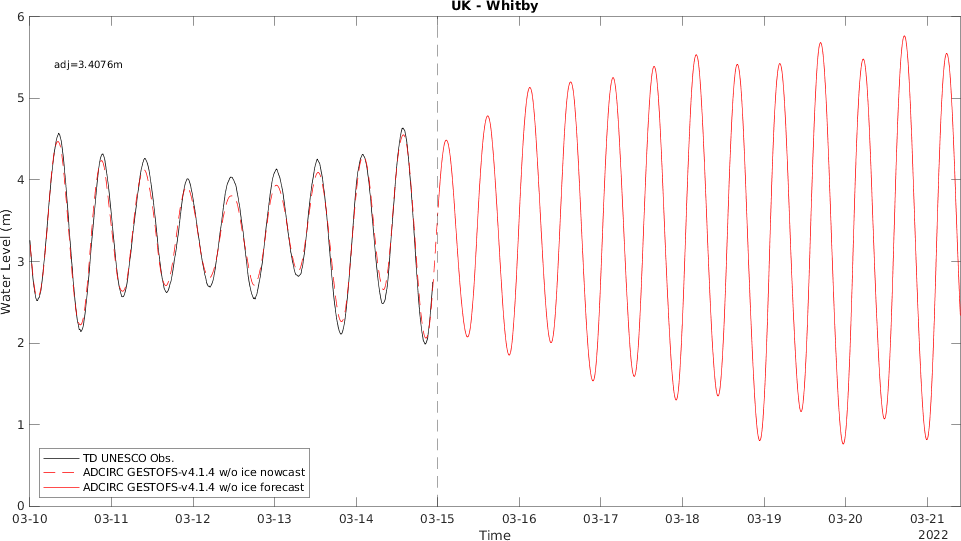 UK - Whitby
6
adj=3.4076m
5
4
3
2
1
0
Water Level (m)
TD UNESCO Obs.
ADCIRC GESTOFS-v4.1.4 w/o ice nowcast
ADCIRC GESTOFS-v4.1.4 w/o ice forecast
03-10 03-11 03-12 03-13 03-14 03-15 03-16 03-17 03-18 03-19 03-20 03-21
Time
2022